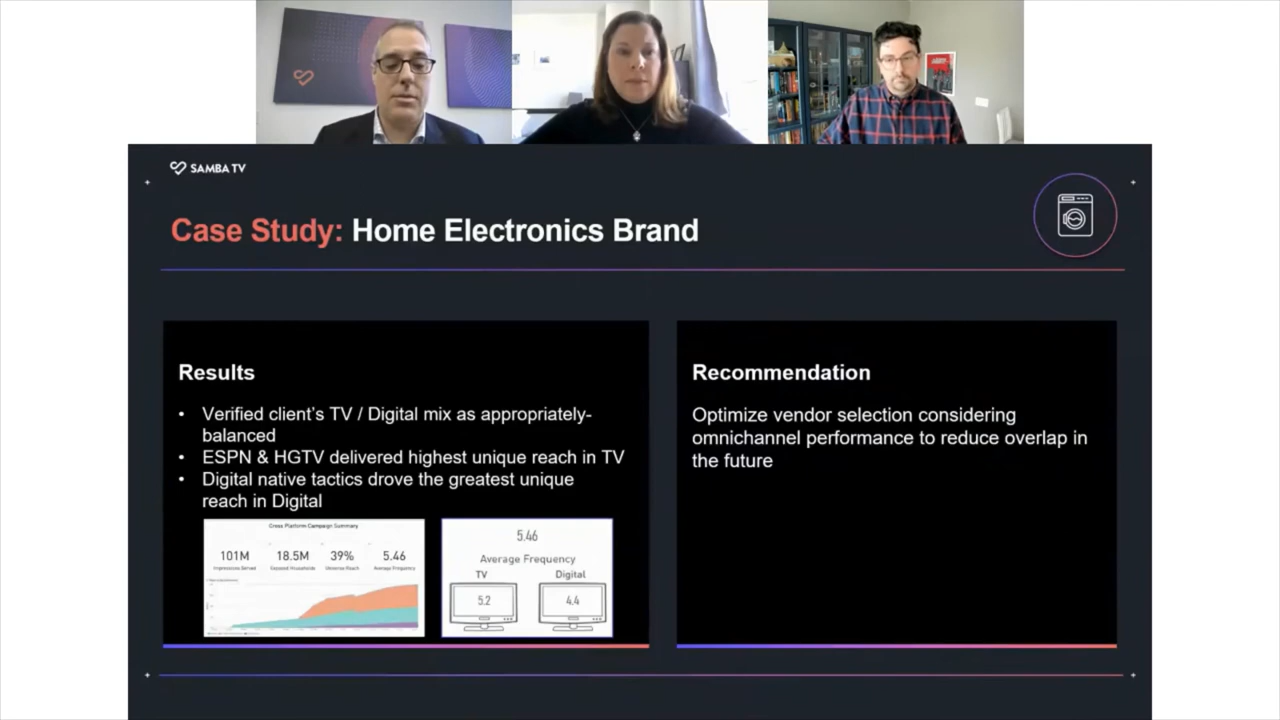 SAMBA TV
Case Study: Home Electronics Brand
Results
• Verified client's TV / Digital mix as appropriately-
balanced
• ESPN & HGTV delivered highest unique reach in TV
• Digital native tactics drove the greatest unique
reach in Digital
Cross Platform Campaign Summary
101M 18.5M 39% 5.46
Impressions Served Exposed Households Universe Reach Average Frequency
5.46
Average Frequency
TV Digital
5.2 4.4
Recommendation
Optimize vendor selection considering
omnichannel performance to reduce overlap in
the future